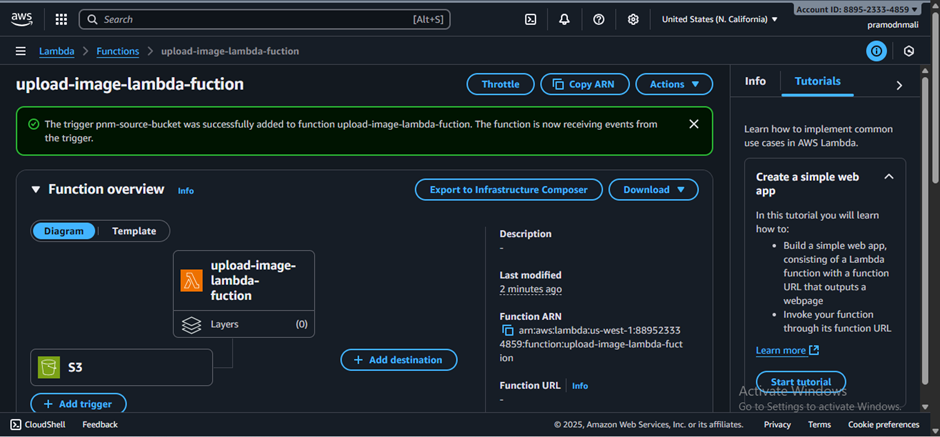 Account ID: 8895-2333-4859
aws
Search
[Alt+S]
United States (N. California)
pramodnmali
Lambda
Functions
upload-image-lambda-fuction
upload-image-lambda-fuction
Throttle
Copy ARN
Actions
The trigger pnm-source-bucket was successfully added to function upload-image-lambda-fuction. The function is now receiving events from
the trigger.
Function overview
Info
Export to Infrastructure Composer
Download
Diagram
Template
upload-image-
lambda-
fuction
Layers
(0)
S3
Add destination
Add trigger
Description
-
Last modified
2 minutes ago
Function ARN
arn:aws:lambda:us-west-1:88952333
4859:function:upload-image-lambda-fuct
ion
Function URL
Info
-
Info
Tutorials
Learn how to implement common
use cases in AWS Lambda.
Create a simple web
app
In this tutorial you will learn
how to:
• Build a simple web app,
consisting of a Lambda
function with a function
URL that outputs a
webpage
• Invoke your function
through its function URL
Learn more
Start tutorial
Activate Windows
Go to Settings to activate Windows.
CloudShell
Feedback
© 2025, Amazon Web Services, Inc. or its affiliates.
Privacy
Terms
Cookie preferences